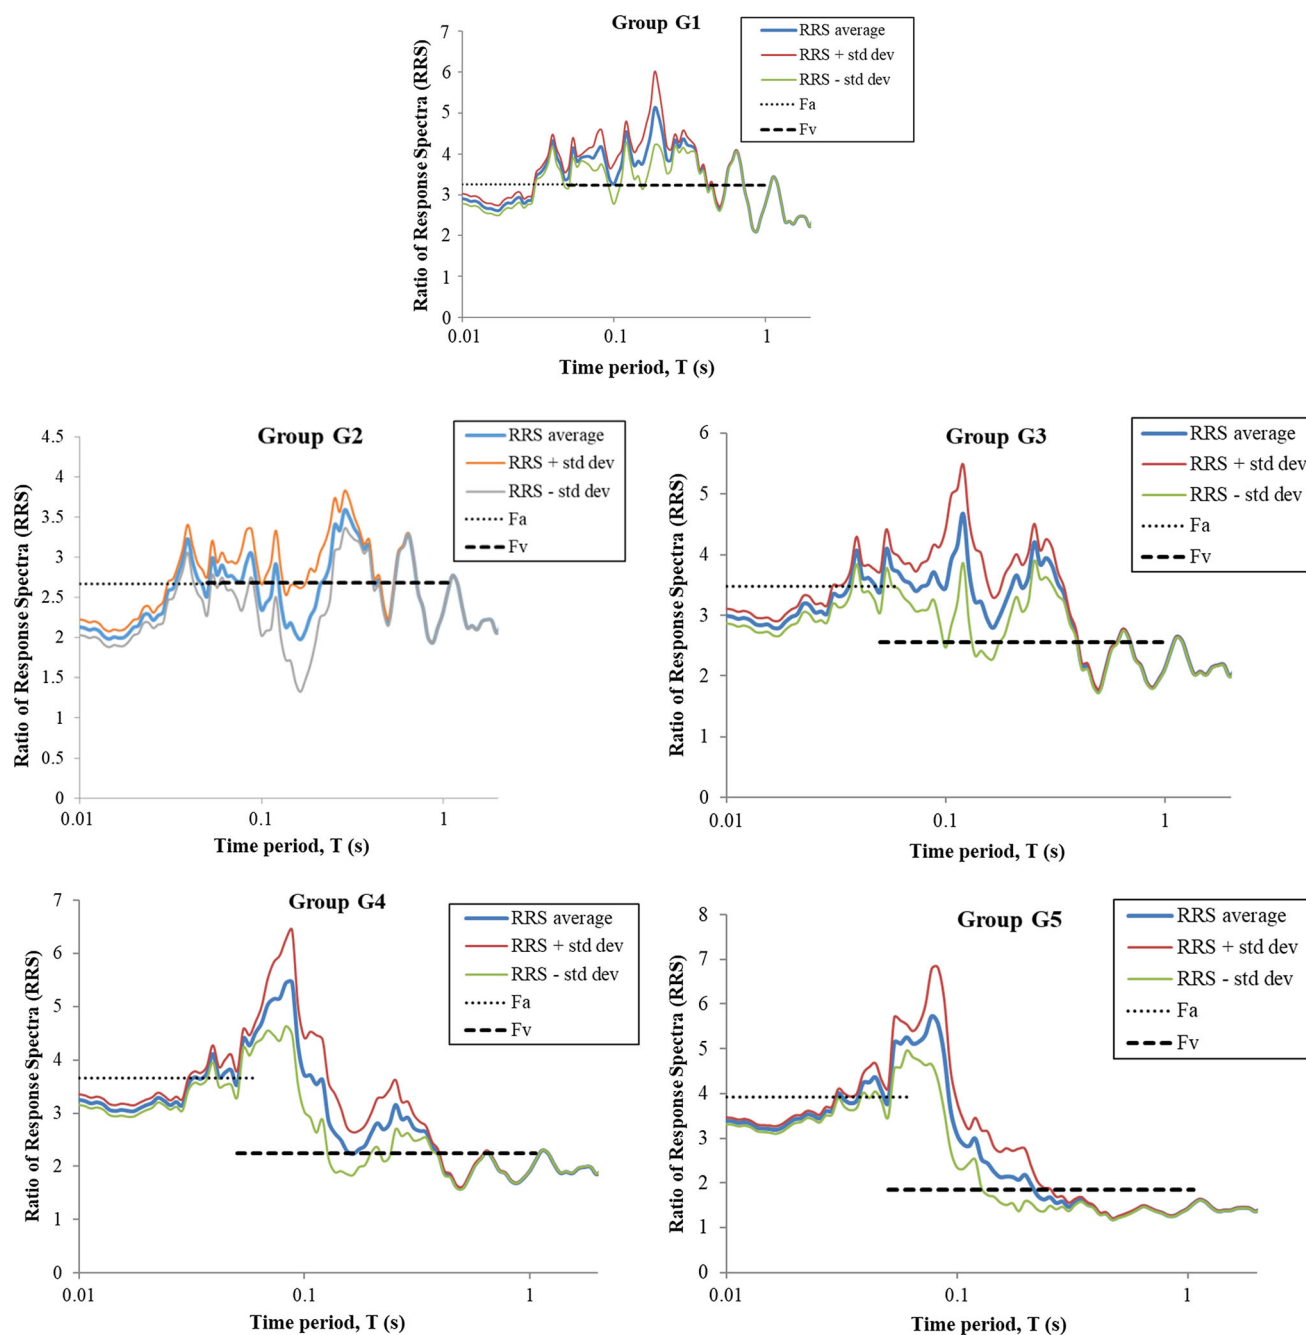 Group G1
RRS average
RRS + std dev
RRS - std dev
Fa
Fv
Ratio of Response Spectra (RRS)
7
6
5
4
3
2
1
0
0.01
0.1
1
Time period, T (s)
Group G2
RRS average
RRS + std dev
RRS - std dev
Fa
Fv
Ratio of Response Spectra (RRS)
4.5
4
3.5
3
2.5
2
1.5
1
0.5
0
0.01
0.1
1
Time period, T (s)
Group G3
RRS average
RRS + std dev
RRS - std dev
Fa
Fv
Ratio of Response Spectra (RRS)
6
5
4
3
2
1
0
0.01
0.1
1
Time period, T (s)
Group G4
RRS average
RRS + std dev
RRS - std dev
Fa
Fv
Ratio of Response Spectra (RRS)
7
6
5
4
3
2
1
0
0.01
0.1
1
Time period, T (s)
Group G5
RRS average
RRS + std dev
RRS - std dev
Fa
Fv
Ratio of Response Spectra (RRS)
8
7
6
5
4
3
2
1
0
0.01
0.1
1
Time period, T (s)